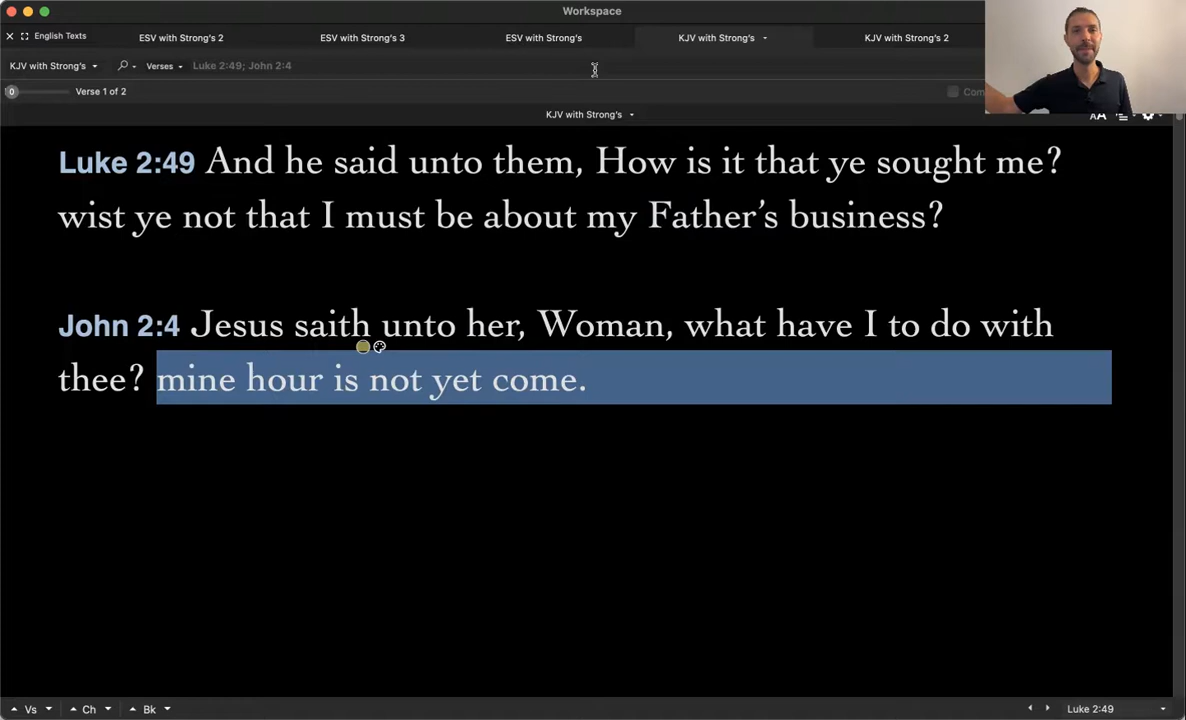 Workspace
English Texts
ESV with Strong's 2
ESV with Strong's 3
ESV with Strong's
KJV with Strong's
KJV with Strong's 2
KJV with Strong's
Verses
Luke 2:49; John 2:4
0
Verse 1 of 2
Com
KJV with Strong's
AA
Luke 2:49 And he said unto them, How is it that ye sought me?
wist ye not that I must be about my Father's business?
John 2:4 Jesus saith unto her, Woman, what have I to do with
thee? mine hour is not yet come.
Vs
Ch
Bk
Luke 2:49